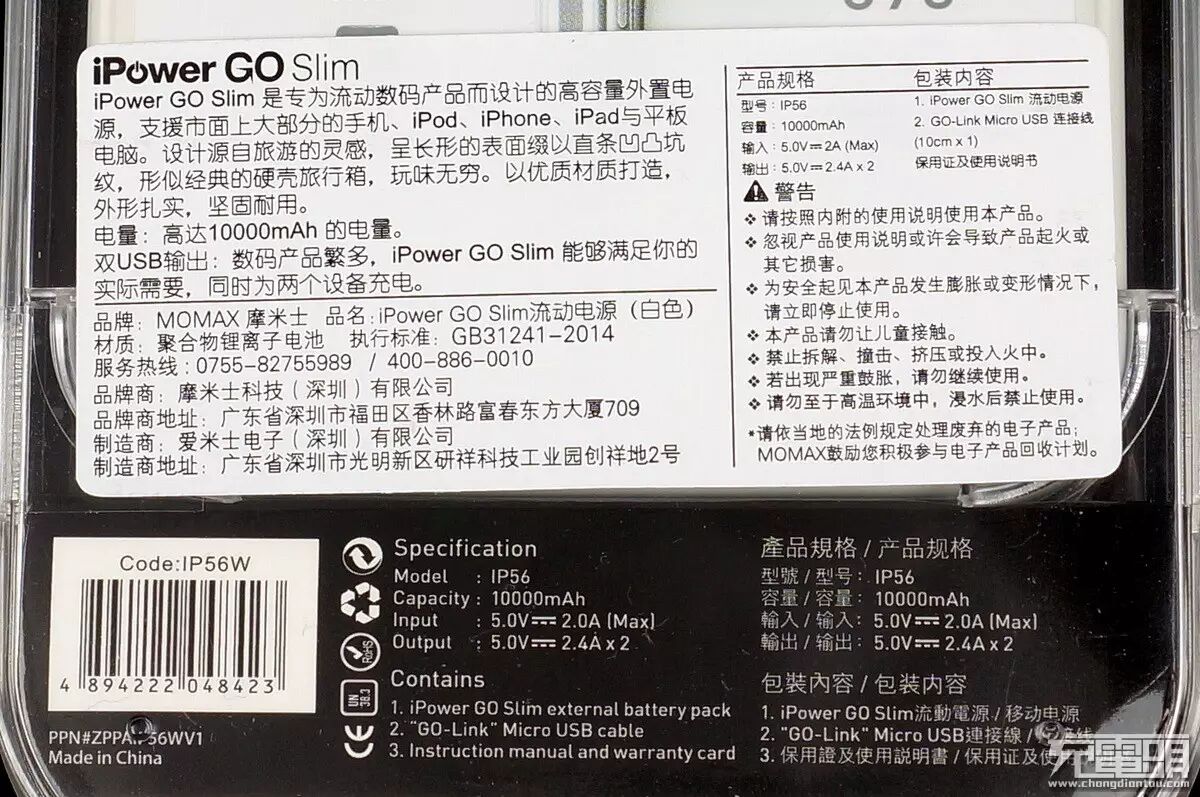 iPower GO Slim
iPower GO Slim 是专为流动数码产品而设计的高容量外置电
源，支援市面上大部分的手机、iPod、iPhone、iPad与平板
电脑。设计源自旅游的灵感，呈长形的表面缀以直条凹凸坑
纹，形似经典的硬壳旅行箱，玩味无穷。以优质材质打造，
外形扎实，坚固耐用。
电量：高达10000mAh 的电量。
双USB输出：数码产品繁多，iPower GO Slim 能够满足你的
实际需要，同时为两个设备充电。
品牌：MOMAX 摩米士 品名：iPower GO Slim流动电源（白色）
材质：聚合物锂离子电池 执行标准：GB31241-2014
服务热线：0755-82755989 / 400-886-0010
品牌商：摩米士科技（深圳）有限公司
品牌商地址：广东省深圳市福田区香林路富春东方大厦709
制造商：爱米士电子（深圳）有限公司
制造商地址：广东省深圳市光明新区研祥科技工业园创祥地2号
产品规格
型号：IP56
容量：10000mAh
输入：5.0V⎓2A (Max)
输出：5.0V⎓2.4A x 2
包装内容
1. iPower GO Slim 流动电源
2. GO-Link Micro USB 连接线
(10cm x 1)
保用证及使用说明书
警告
❖ 请按照内附的使用说明使用本产品。
❖ 忽视产品使用说明或许会导致产品起火或
其它损害。
❖ 为安全起见本产品发生膨胀或变形情况下，
请立即停止使用。
❖ 本产品请勿让儿童接触。
❖ 禁止拆解、撞击、挤压或投入火中。
❖ 若出现严重鼓胀，请勿继续使用。
❖ 请勿至于高温环境中，浸水后禁止使用。
*请依当地的法例规定处理废弃的电子产品；
MOMAX鼓励您积极参与电子产品回收计划。
Code:IP56W
4 894222 048423
PPN#ZPPA
56WV1
Made in China
RoHS
UN
38.3
Specification
Model : IP56
Capacity : 10000mAh
Input : 5.0V⎓2.0A (Max)
Output : 5.0V⎓2.4A x 2
Contains
1. iPower GO Slim external battery pack
2. "GO-Link" Micro USB cable
3. Instruction manual and warranty card
產品規格 / 产品规格
型號 / 型号：IP56
容量 / 容量：10000mAh
輸入 / 输入：5.0V⎓2.0A (Max)
輸出 / 输出：5.0V⎓2.4A x 2
包裝內容 / 包装内容
1. iPower GO Slim流動電源 / 移动电源
2. "GO-Link" Micro USB連接線 / 连接线
3. 保用證及使用説明書 / 保用证及使
充電頭
www.chongdiantou.com